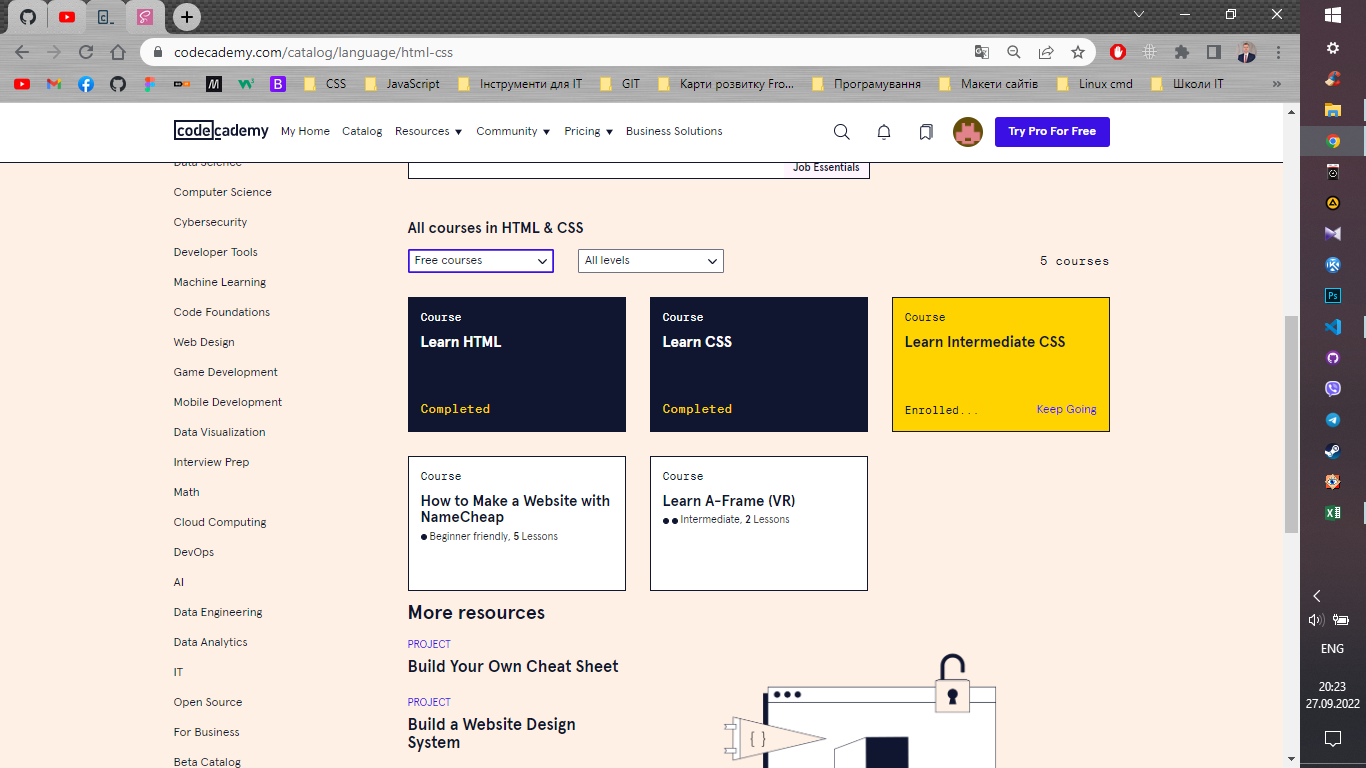 codecademy.com/catalog/language/html-css
CSS
JavaScript
Інструменти для ІТ
GIT
Карти розвитку Fro...
Програмування
Макети сайтів
Linux cmd
Школи ІТ
»
codecademy
My Home
Catalog
Resources
Community
Pricing
Business Solutions
Try Pro For Free
Data Science
Computer Science
Cybersecurity
Developer Tools
Machine Learning
Code Foundations
Web Design
Game Development
Mobile Development
Data Visualization
Interview Prep
Math
Cloud Computing
DevOps
AI
Data Engineering
Data Analytics
IT
Open Source
For Business
Beta Catalog
Job Essentials
All courses in HTML & CSS
Free courses
All levels
5 courses
Course
Learn HTML
Completed
Course
Learn CSS
Completed
Course
Learn Intermediate CSS
Enrolled...
Keep Going
Course
How to Make a Website with
NameCheap
Beginner friendly, 5 Lessons
Course
Learn A-Frame (VR)
Intermediate, 2 Lessons
More resources
PROJECT
Build Your Own Cheat Sheet
PROJECT
Build a Website Design
System
{ }
ENG
20:23
27.09.2022